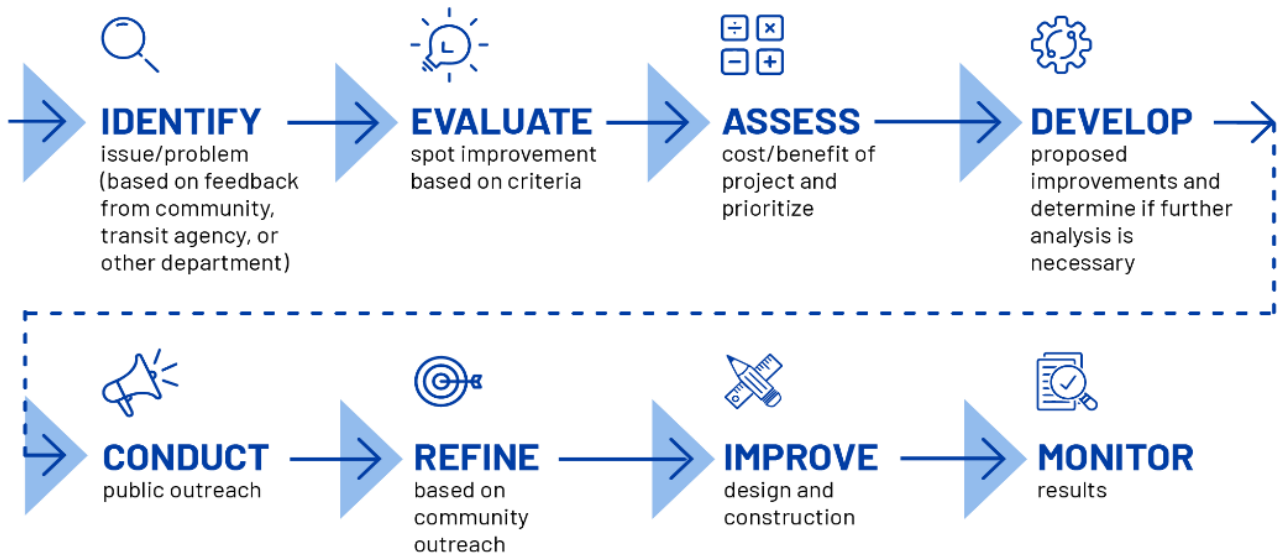 IDENTIFY
issue/problem
(based on feedback
from community,
transit agency, or
other department)
EVALUATE
spot improvement
based on criteria
ASSESS
cost/benefit of
project and
prioritize
DEVELOP
proposed
improvements and
determine if further
analysis is
necessary
CONDUCT
public outreach
REFINE
based on
community
outreach
IMPROVE
design and
construction
MONITOR
results